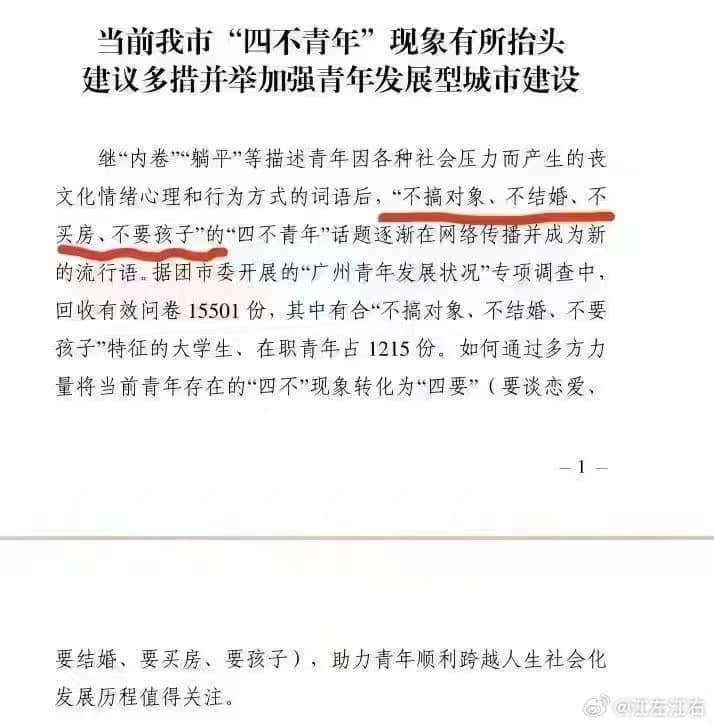 当前我市“四不青年”现象有所抬头
建议多措并举加强青年发展型城市建设
继“内卷”“躺平”等描述青年因各种社会压力而产生的丧
文化情绪心理和行为方式的词语后，“不搞对象、不结婚、不
买房、不要孩子”的“四不青年”话题逐渐在网络传播并成为新
的流行语。据团市委开展的“广州青年发展状况”专项调查中，
回收有效问卷 15501 份，其中有合“不搞对象、不结婚、不要
孩子”特征的大学生、在职青年占 1215 份。如何通过多方力
量将当前青年存在的“四不”现象转化为“四要”（要谈恋爱、
– 1 –
要结婚、要买房、要孩子），助力青年顺利跨越人生社会化
发展历程值得关注。
@江左江右